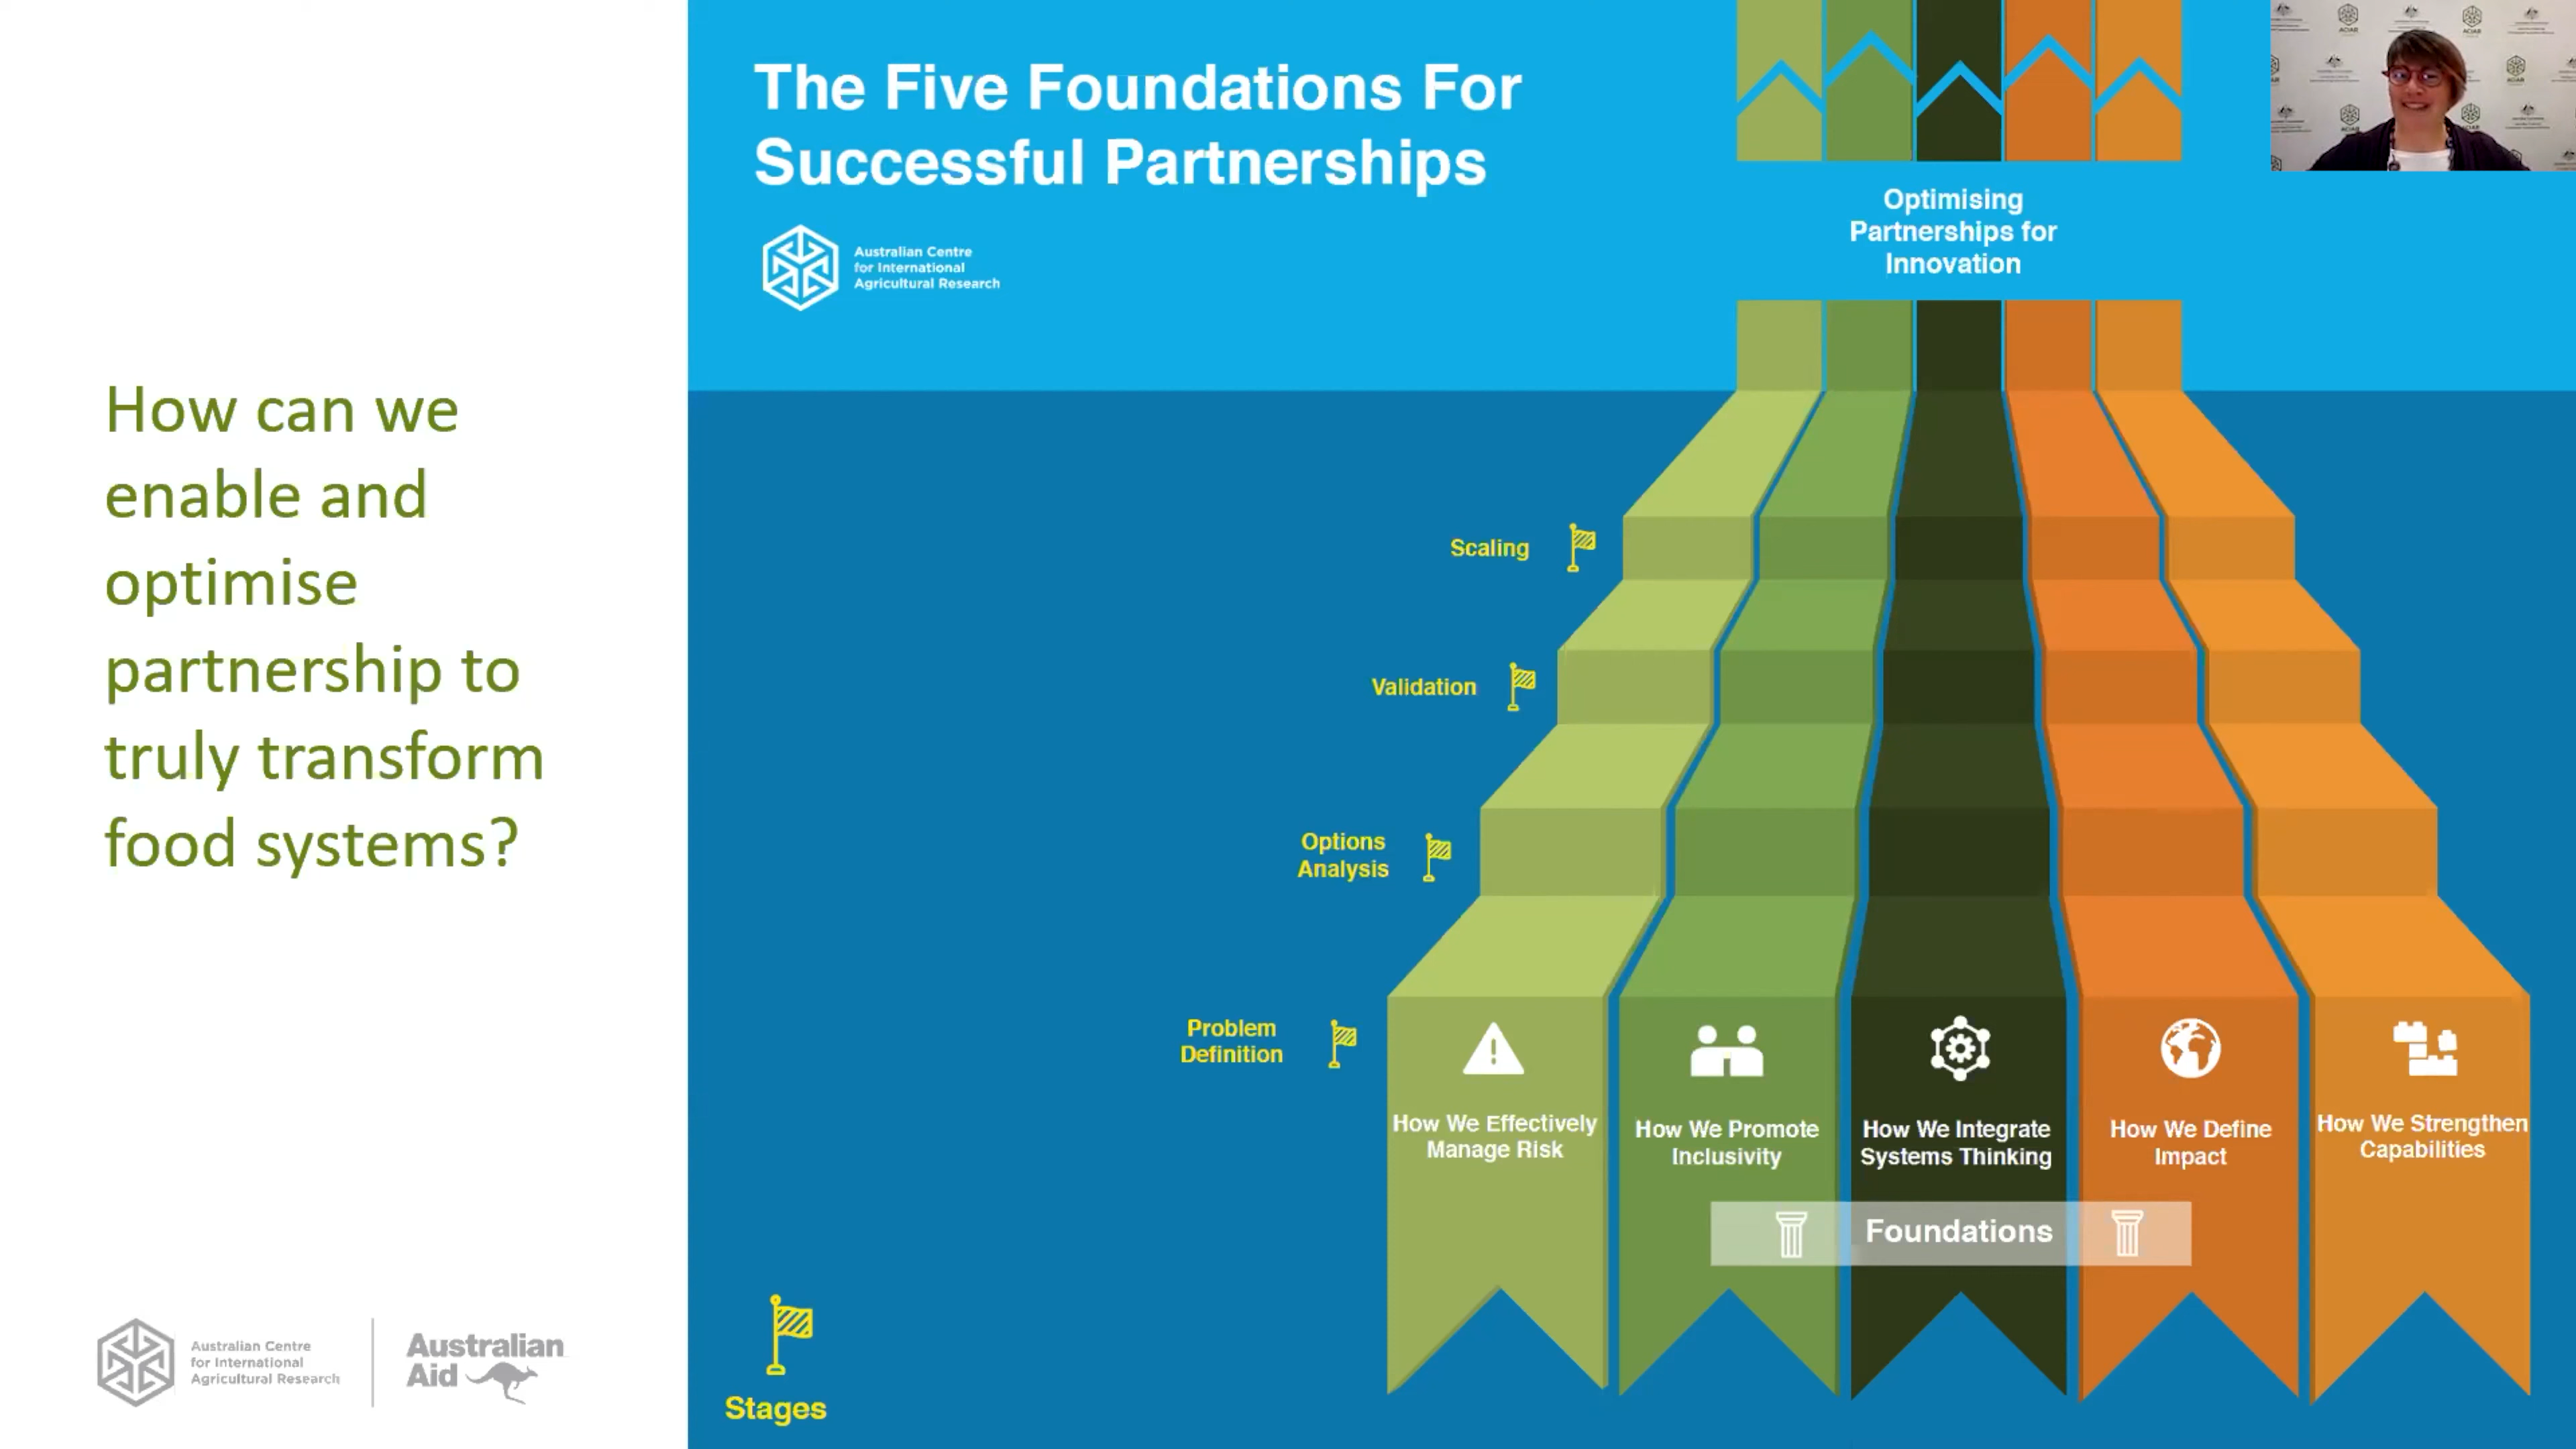 How can we
enable and
optimise
partnership to
truly transform
food systems?
Australian Centre
for International
Agricultural Research
Australian
Aid
The Five Foundations For
Successful Partnerships
Australian Centre
for International
Agricultural Research
Optimising
Partnerships for
Innovation
Scaling
Validation
Options
Analysis
Problem
Definition
How We Effectively
Manage Risk
How We Promote
Inclusivity
How We Integrate
Systems Thinking
How We Define
Impact
How We Strengthen
Capabilities
Foundations
Stages